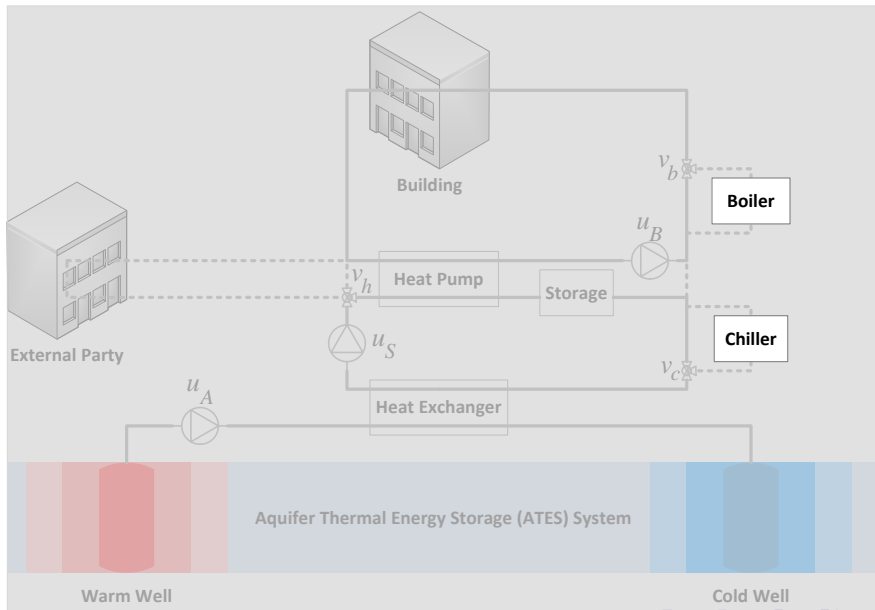 Building
v_b
Boiler
u_B
Heat Pump
v_h
Storage
External Party
u_S
Chiller
v_c
u_A
Heat Exchanger
Aquifer Thermal Energy Storage (ATES) System
Warm Well
Cold Well